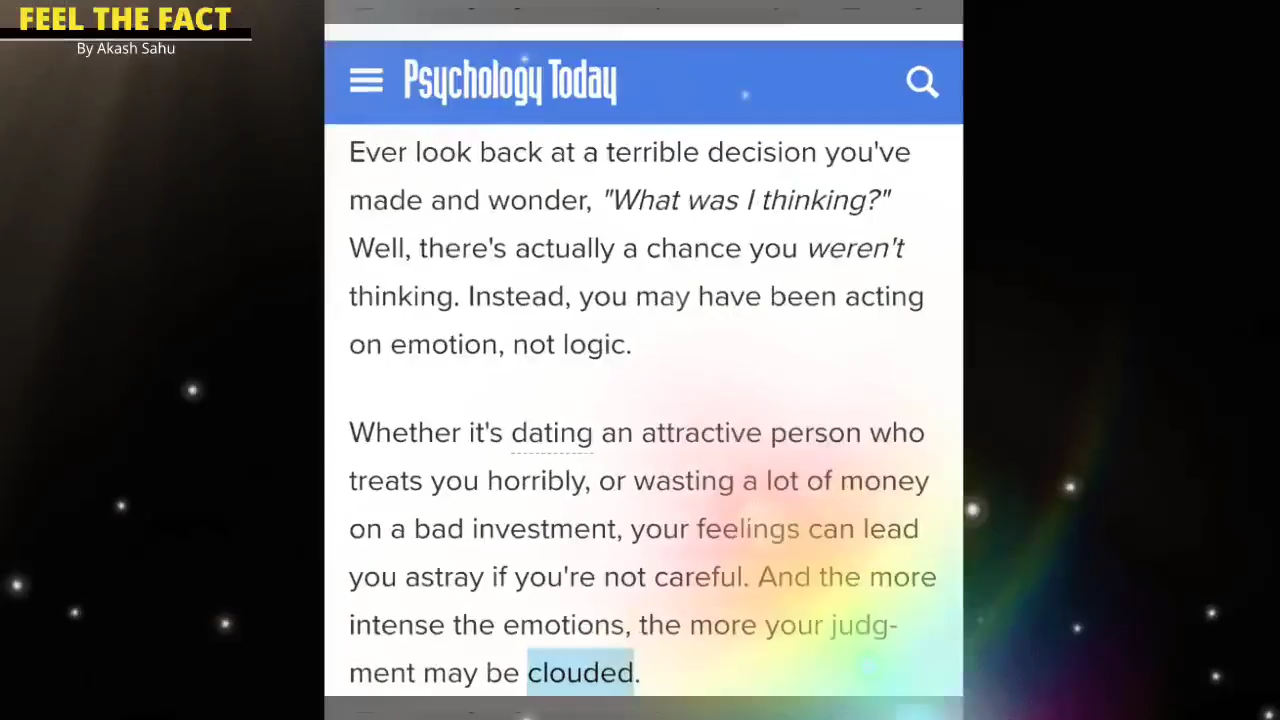 FEEL THE FACT
By Akash Sahu
Psychology Today
Ever look back at a terrible decision you've
made and wonder, "What was I thinking?"
Well, there's actually a chance you weren't
thinking. Instead, you may have been acting
on emotion, not logic.
Whether it's dating an attractive person who
treats you horribly, or wasting a lot of money
on a bad investment, your feelings can lead
you astray if you're not careful. And the more
intense the emotions, the more your judg-
ment may be clouded.